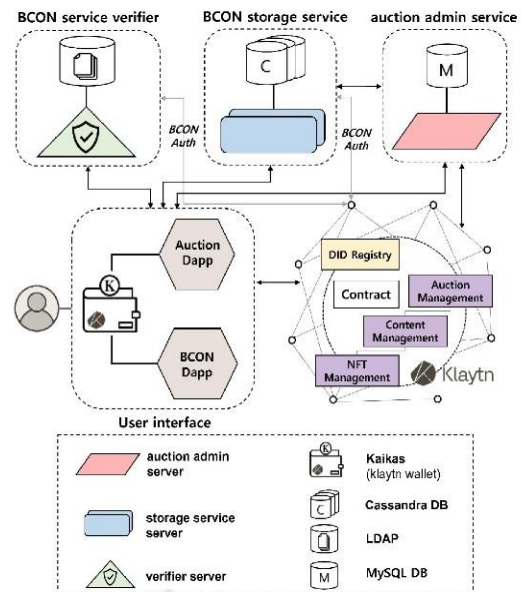 BCON service verifier
BCON storage service
auction admin service
C
M
BCON
Auth
BCON
Auth
Auction
Dapp
K
BCON
Dapp
User interface
DID Registry
Contract
Auction
Management
Content
Management
NFT
Management
Klaytn
auction admin
server
storage service
server
verifier server
K
Kaikas
(klaytn wallet)
C
Cassandra DB
LDAP
M
MySQL DB